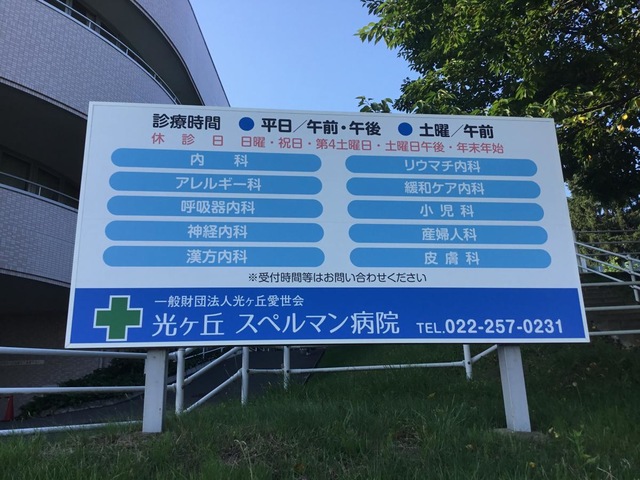 診療時間 ●平日／午前・午後 ●土曜／午前
休診日 日曜・祝日・第4土曜日・土曜日午後・年末年始
内科 リウマチ内科
アレルギー科 緩和ケア内科
呼吸器内科 小児科
神経内科 産婦人科
漢方内科 皮膚科
※受付時間等はお問い合わせください
一般財団法人光ヶ丘愛世会
光ヶ丘 スペルマン病院 TEL.022-257-0231